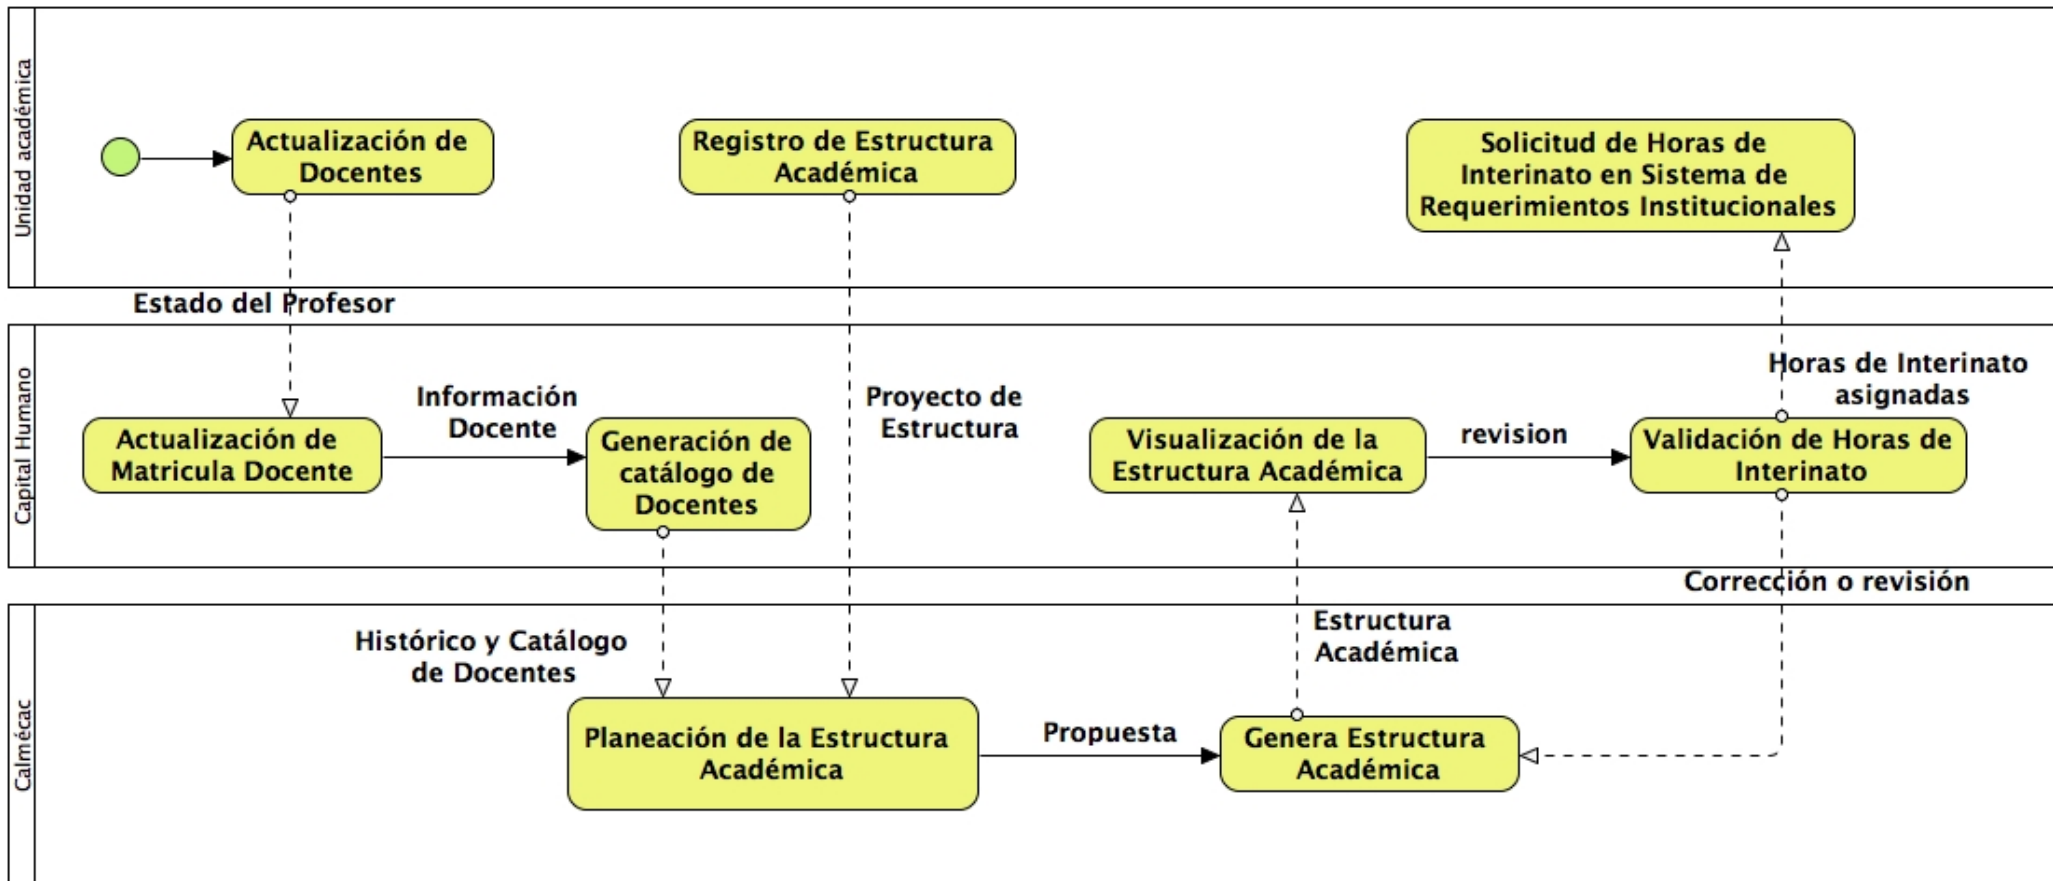 Unidad académica
Actualización de
Docentes
Registro de Estructura
Académica
Solicitud de Horas de
Interinato en Sistema de
Requerimientos Institucionales
Estado del Profesor
Capital Humano
Actualización de
Matricula Docente
Información
Docente
Generación de
catálogo de
Docentes
Proyecto de
Estructura
Visualización de la
Estructura Académica
revision
Horas de Interinato
asignadas
Validación de Horas de
Interinato
Corrección o revisión
Calmécac
Histórico y Catálogo
de Docentes
Planeación de la Estructura
Académica
Propuesta
Estructura
Académica
Genera Estructura
Académica